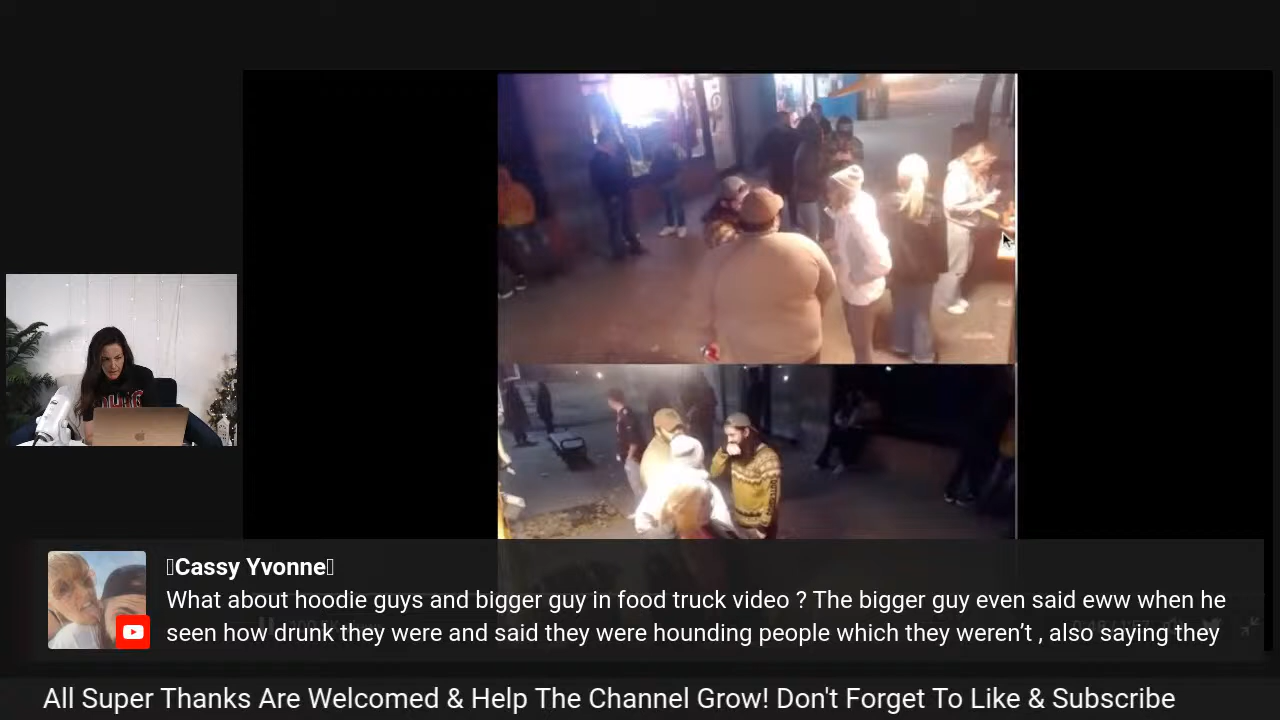 ▯Cassy Yvonne▯
What about hoodie guys and bigger guy in food truck video ? The bigger guy even said eww when he
seen how drunk they were and said they were hounding people which they weren’t , also saying they
All Super Thanks Are Welcomed & Help The Channel Grow! Don't Forget To Like & Subscribe